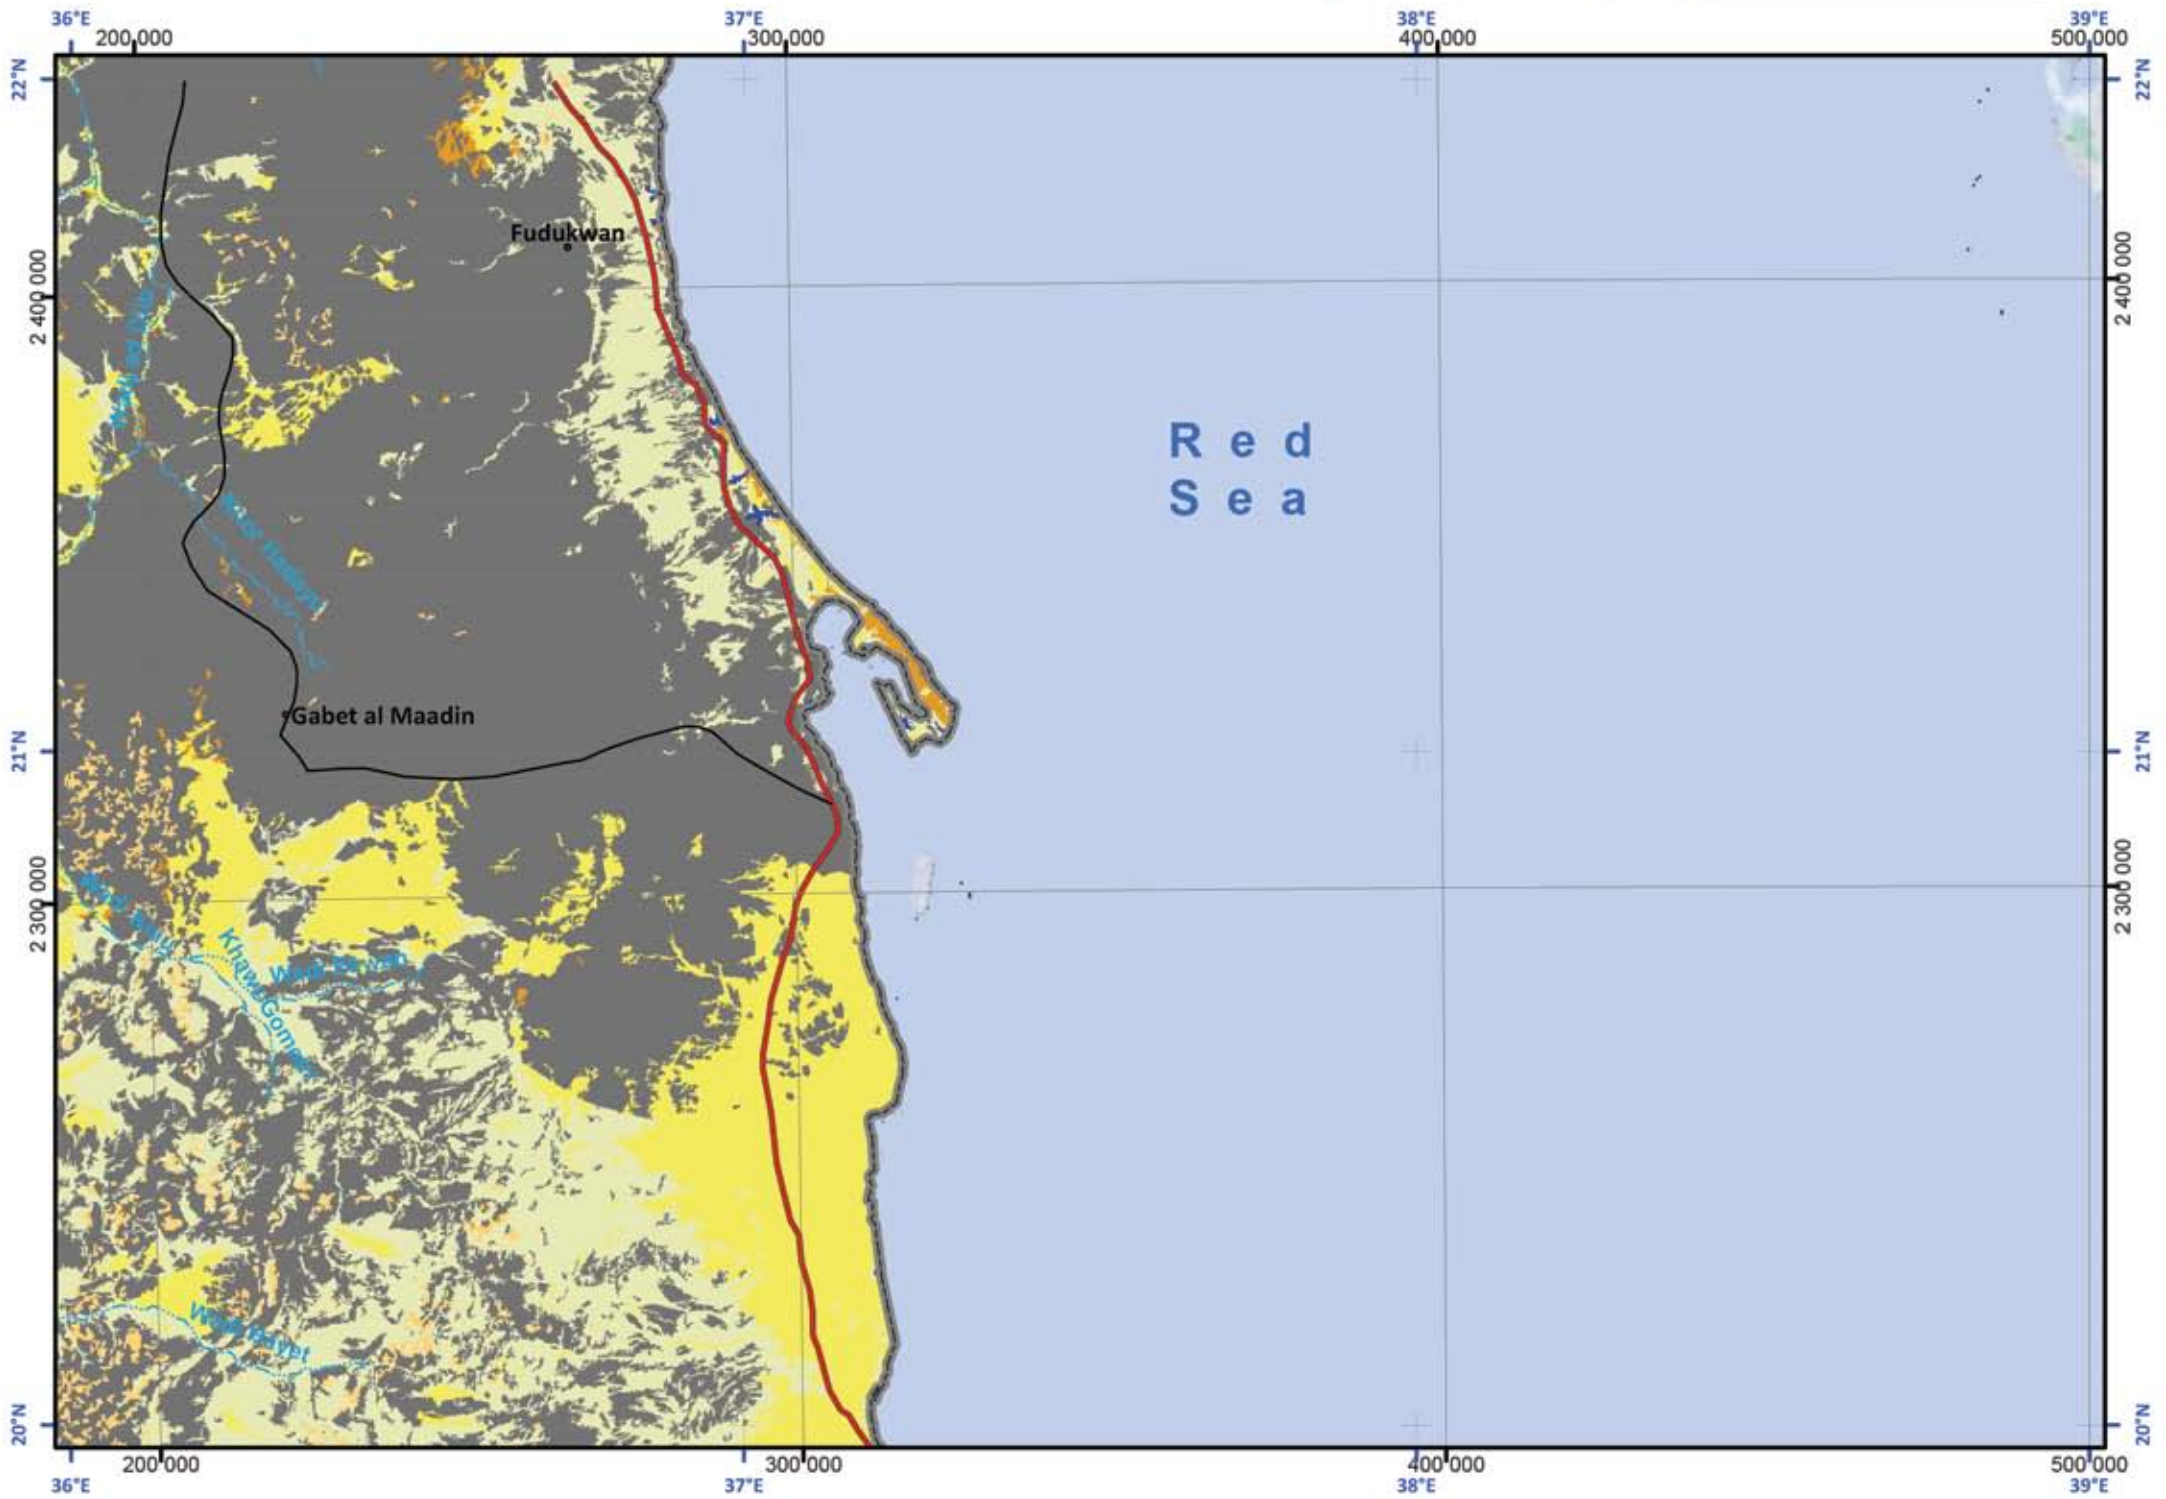 36°E 37°E 38°E 39°E
200,000 300,000 400,000 500,000
22°N 22°N
Fudukwan
2 400 000 2 400 000
Red
Sea
Gabet al Maadin
21°N 21°N
2 300 000 2 300 000
Khawr Gomei
Wadi
Wadi
20°N 20°N
200,000 300,000 400,000 500,000
36°E 37°E 38°E 39°E